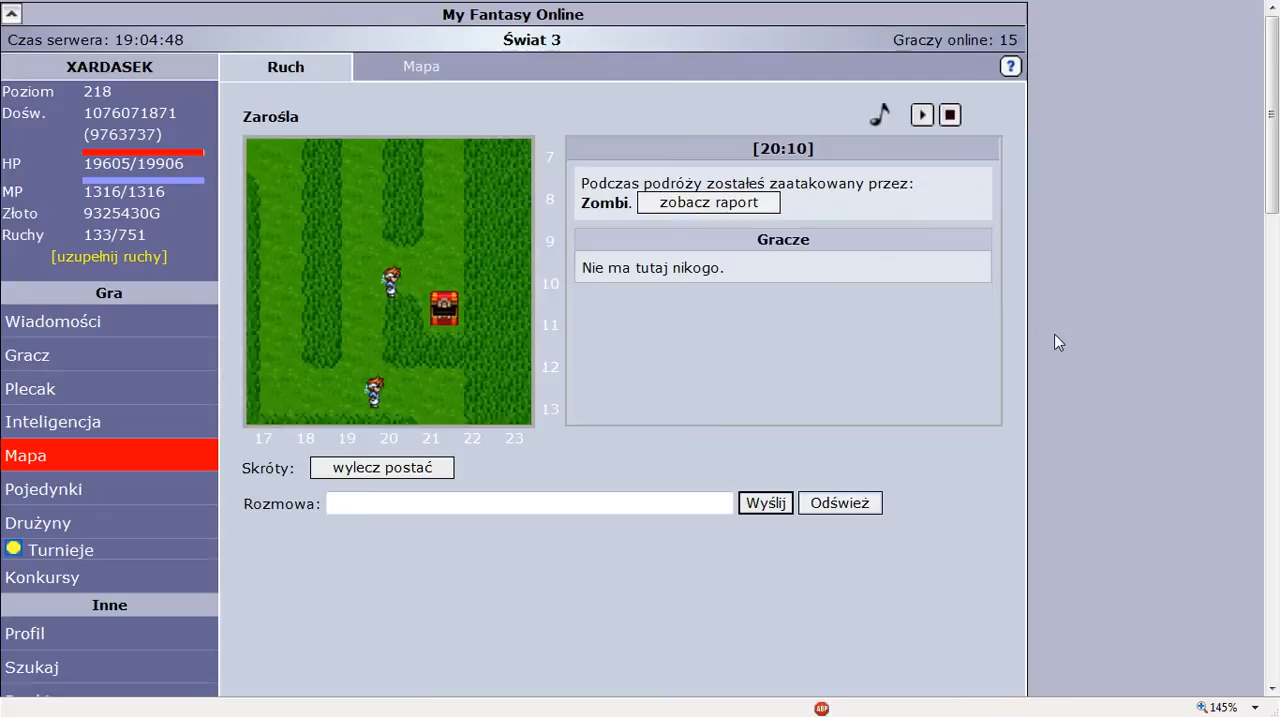 My Fantasy Online
Czas serwera: 19:04:48
Świat 3
Graczy online: 15
XARDASEK
Ruch
Mapa
?
Poziom 218
Dośw. 1076071871
(9763737)
HP 19605/19906
MP 1316/1316
Złoto 9325430G
Ruchy 133/751
[uzupełnij ruchy]
Gra
Wiadomości
Gracz
Plecak
Inteligencja
Mapa
Pojedynki
Drużyny
Turnieje
Konkursy
Inne
Profil
Szukaj
Zarośla
7
8
9
10
11
12
13
17 18 19 20 21 22 23
[20:10]
Podczas podróży zostałeś zaatakowany przez:
Zombi. zobacz raport
Gracze
Nie ma tutaj nikogo.
Skróty: wylecz postać
Rozmowa: Wyślij Odśwież
ABP
145%